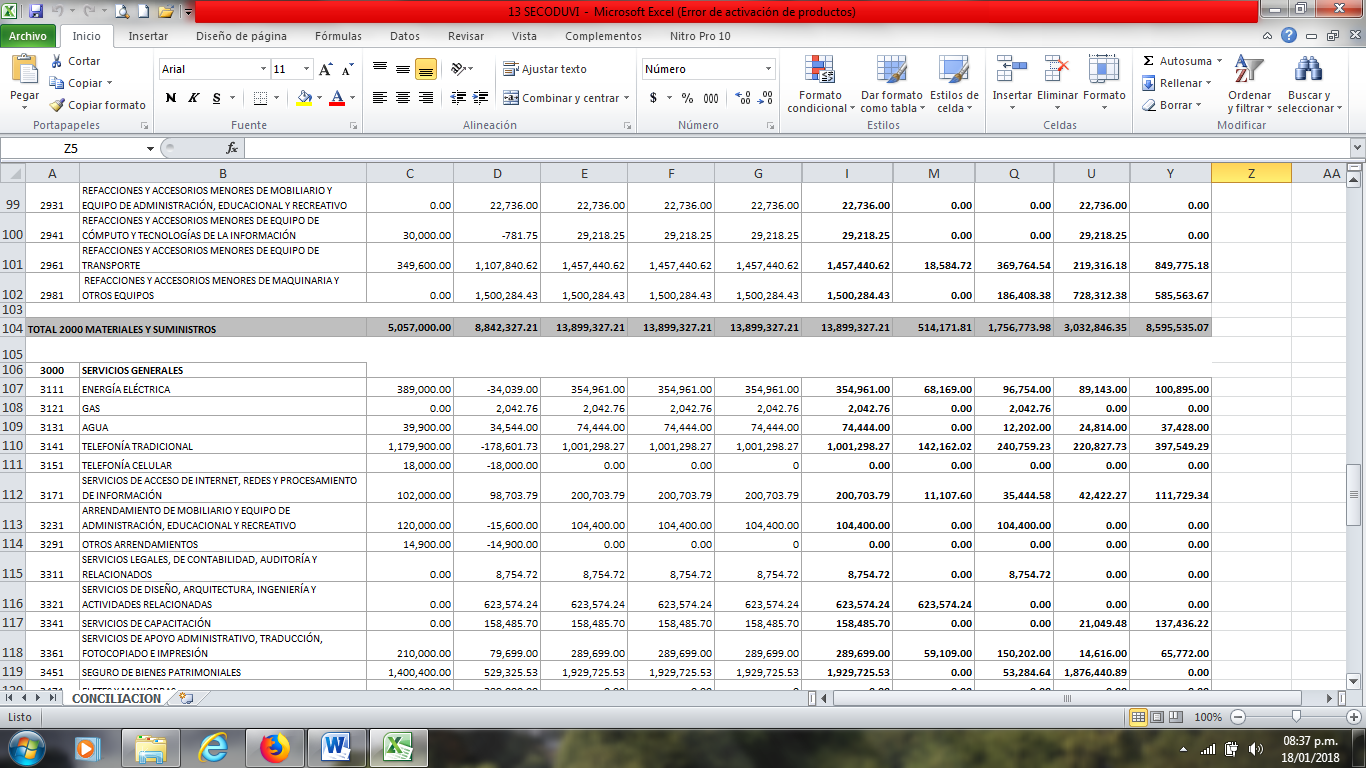 13 SECODUVI - Microsoft Excel (Error de activación de productos)
Archivo Inicio Insertar Diseño de página Fórmulas Datos Revisar Vista Complementos Nitro Pro 10
Pegar Cortar Copiar Copiar formato Portapapeles
Arial 11 N K S Fuente
Ajustar texto Combinar y centrar Alineación
Número $ % 000 Número
Formato condicional Dar formato como tabla Estilos de celda Estilos
Insertar Eliminar Formato Celdas
Autosuma Rellenar Borrar Ordenar y filtrar Buscar y seleccionar Modificar
Z5 fx
A B C D E F G I M Q U Y Z AA
REFACCIONES Y ACCESORIOS MENORES DE MOBILIARIO Y
99 2931 EQUIPO DE ADMINISTRACIÓN, EDUCACIONAL Y RECREATIVO 0.00 22,736.00 22,736.00 22,736.00 22,736.00 22,736.00 0.00 0.00 22,736.00 0.00
REFACCIONES Y ACCESORIOS MENORES DE EQUIPO DE
100 2941 CÓMPUTO Y TECNOLOGÍAS DE LA INFORMACIÓN 30,000.00 -781.75 29,218.25 29,218.25 29,218.25 29,218.25 0.00 0.00 29,218.25 0.00
REFACCIONES Y ACCESORIOS MENORES DE EQUIPO DE
101 2961 TRANSPORTE 349,600.00 1,107,840.62 1,457,440.62 1,457,440.62 1,457,440.62 1,457,440.62 18,584.72 369,764.54 219,316.18 849,775.18
REFACCIONES Y ACCESORIOS MENORES DE MAQUINARIA Y
102 2981 OTROS EQUIPOS 0.00 1,500,284.43 1,500,284.43 1,500,284.43 1,500,284.43 1,500,284.43 0.00 186,408.38 728,312.38 585,563.67
103
104 TOTAL 2000 MATERIALES Y SUMINISTROS 5,057,000.00 8,842,327.21 13,899,327.21 13,899,327.21 13,899,327.21 13,899,327.21 514,171.81 1,756,773.98 3,032,846.35 8,595,535.07
105
106 3000 SERVICIOS GENERALES
107 3111 ENERGÍA ELÉCTRICA 389,000.00 -34,039.00 354,961.00 354,961.00 354,961.00 354,961.00 68,169.00 96,754.00 89,143.00 100,895.00
108 3121 GAS 0.00 2,042.76 2,042.76 2,042.76 2,042.76 2,042.76 0.00 2,042.76 0.00 0.00
109 3131 AGUA 39,900.00 34,544.00 74,444.00 74,444.00 74,444.00 74,444.00 0.00 12,202.00 24,814.00 37,428.00
110 3141 TELEFONÍA TRADICIONAL 1,179,900.00 -178,601.73 1,001,298.27 1,001,298.27 1,001,298.27 1,001,298.27 142,162.02 240,759.23 220,827.73 397,549.29
111 3151 TELEFONÍA CELULAR 18,000.00 -18,000.00 0.00 0.00 0 0.00 0.00 0.00 0.00 0.00
SERVICIOS DE ACCESO DE INTERNET, REDES Y PROCESAMIENTO
112 3171 DE INFORMACIÓN 102,000.00 98,703.79 200,703.79 200,703.79 200,703.79 200,703.79 11,107.60 35,444.58 42,422.27 111,729.34
ARRENDAMIENTO DE MOBILIARIO Y EQUIPO DE
113 3231 ADMINISTRACIÓN, EDUCACIONAL Y RECREATIVO 120,000.00 -15,600.00 104,400.00 104,400.00 104,400.00 104,400.00 0.00 104,400.00 0.00 0.00
114 3291 OTROS ARRENDAMIENTOS 14,900.00 -14,900.00 0.00 0.00 0 0.00 0.00 0.00 0.00 0.00
SERVICIOS LEGALES, DE CONTABILIDAD, AUDITORÍA Y
115 3311 RELACIONADOS 0.00 8,754.72 8,754.72 8,754.72 8,754.72 8,754.72 0.00 8,754.72 0.00 0.00
SERVICIOS DE DISEÑO, ARQUITECTURA, INGENIERÍA Y
116 3321 ACTIVIDADES RELACIONADAS 0.00 623,574.24 623,574.24 623,574.24 623,574.24 623,574.24 623,574.24 0.00 0.00 0.00
117 3341 SERVICIOS DE CAPACITACIÓN 0.00 158,485.70 158,485.70 158,485.70 158,485.70 158,485.70 0.00 0.00 21,049.48 137,436.22
SERVICIOS DE APOYO ADMINISTRATIVO, TRADUCCIÓN,
118 3361 FOTOCOPIADO E IMPRESIÓN 210,000.00 79,699.00 289,699.00 289,699.00 289,699.00 289,699.00 59,109.00 150,202.00 14,616.00 65,772.00
119 3451 SEGURO DE BIENES PATRIMONIALES 1,400,400.00 529,325.53 1,929,725.53 1,929,725.53 1,929,725.53 1,929,725.53 0.00 53,284.64 1,876,440.89 0.00
CONCILIACION
Listo 100%
08:37 p.m.
18/01/2018